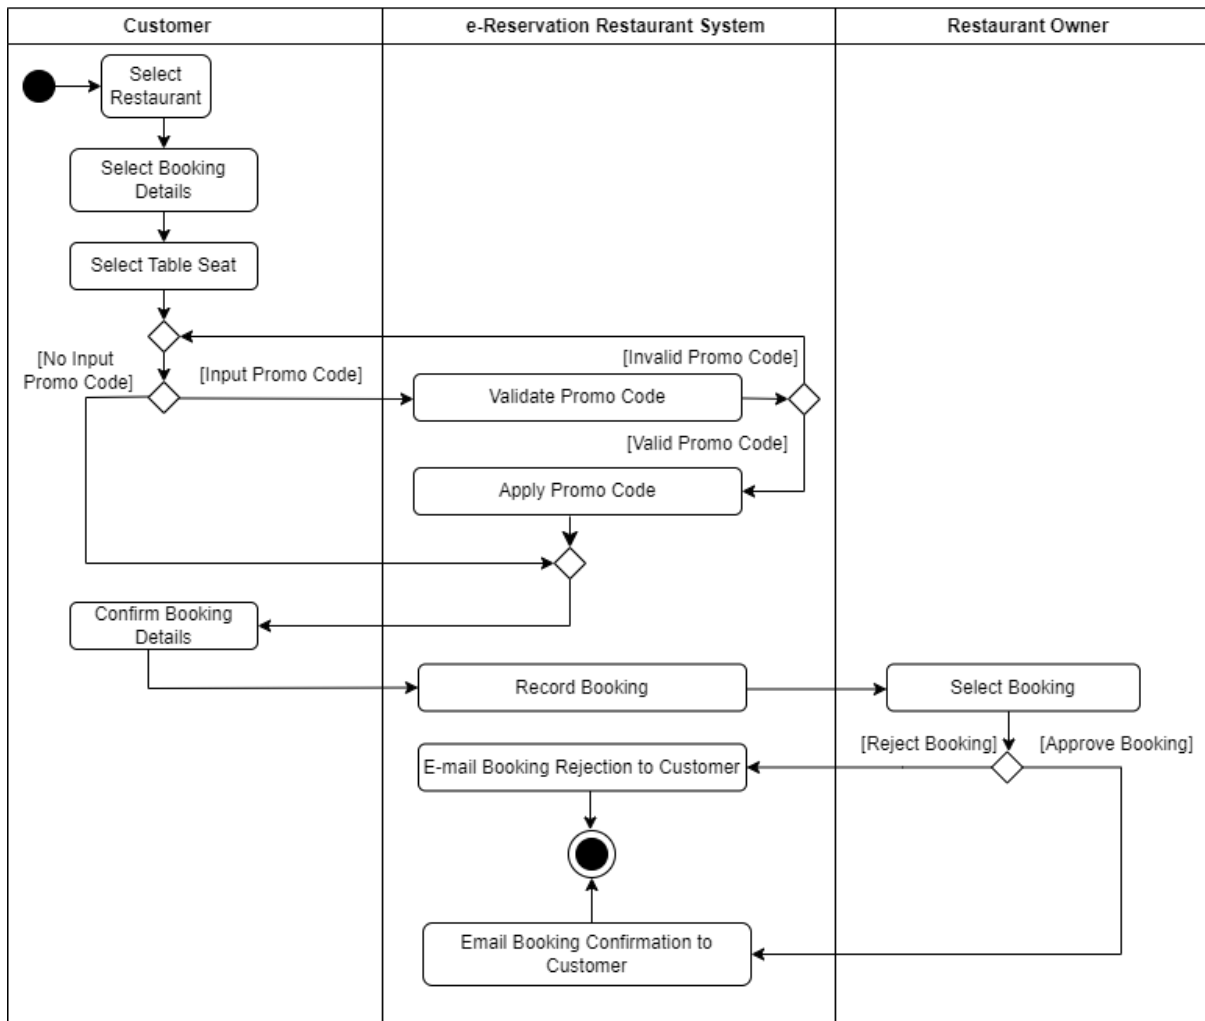 Customer
e-Reservation Restaurant System
Restaurant Owner
Select
Restaurant
Select Booking
Details
Select Table Seat
[No Input
Promo Code]
[Input Promo Code]
[Invalid Promo Code]
Validate Promo Code
[Valid Promo Code]
Apply Promo Code
Confirm Booking
Details
Record Booking
Select Booking
[Reject Booking]
[Approve Booking]
E-mail Booking Rejection to Customer
Email Booking Confirmation to
Customer